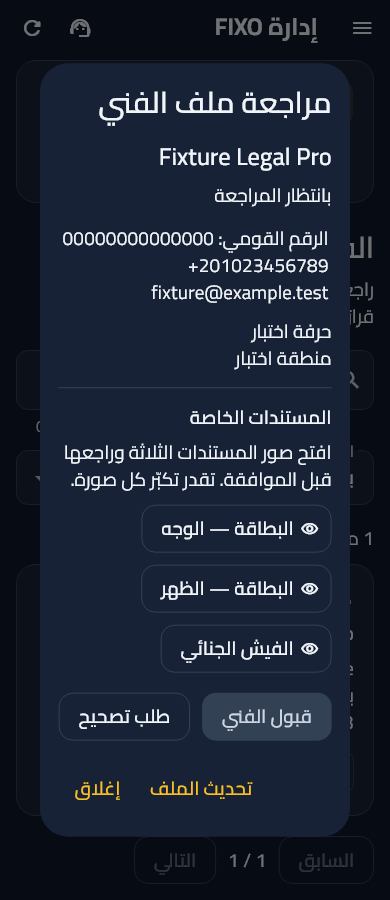 إدارة FIXO
مراجعة ملف الفني
Fixture Legal Pro
بانتظار المراجعة
الرقم القومي: 00000000000000
+201023456789
fixture@example.test
حرفة اختبار
منطقة اختبار
المستندات الخاصة
افتح صور المستندات الثلاثة وراجعها
قبل الموافقة. تقدر تكبّر كل صورة.
البطاقة — الوجه
البطاقة — الظهر
الفيش الجنائي
قبول الفني
طلب تصحيح
تحديث الملف
إغلاق
السابق
1 / 1
التالي